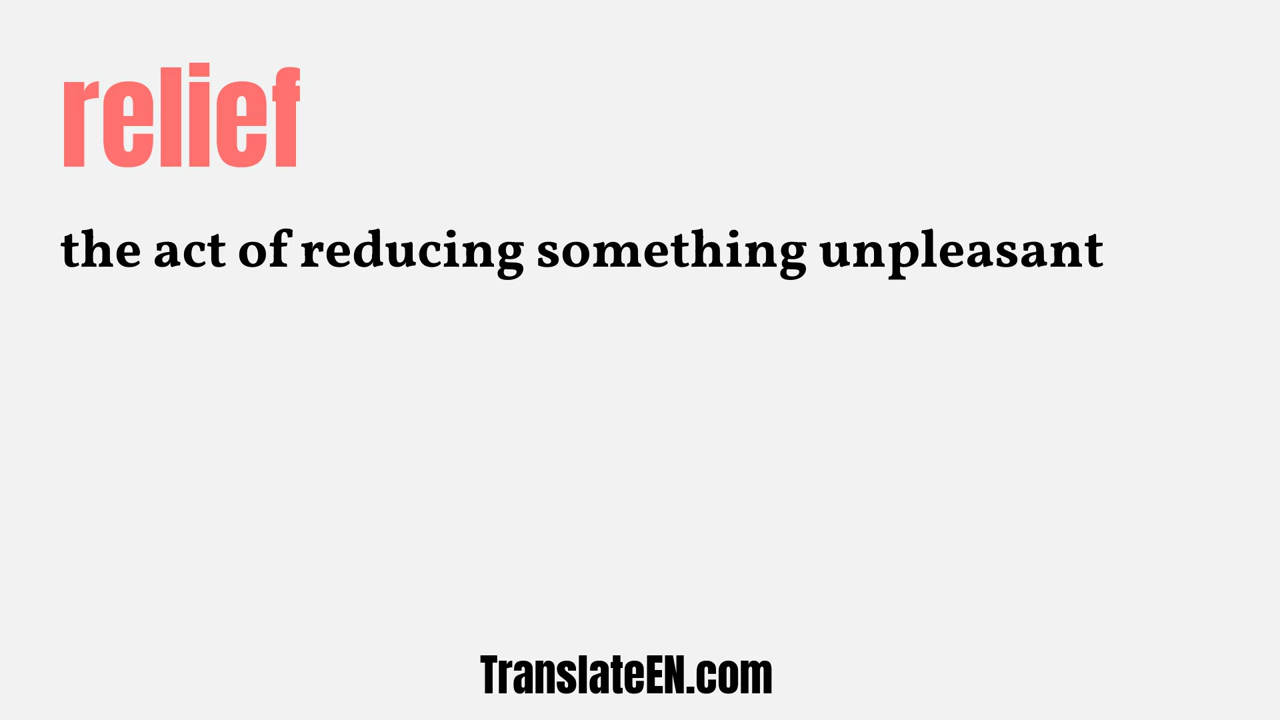 relief
the act of reducing something unpleasant
TranslateEN.com